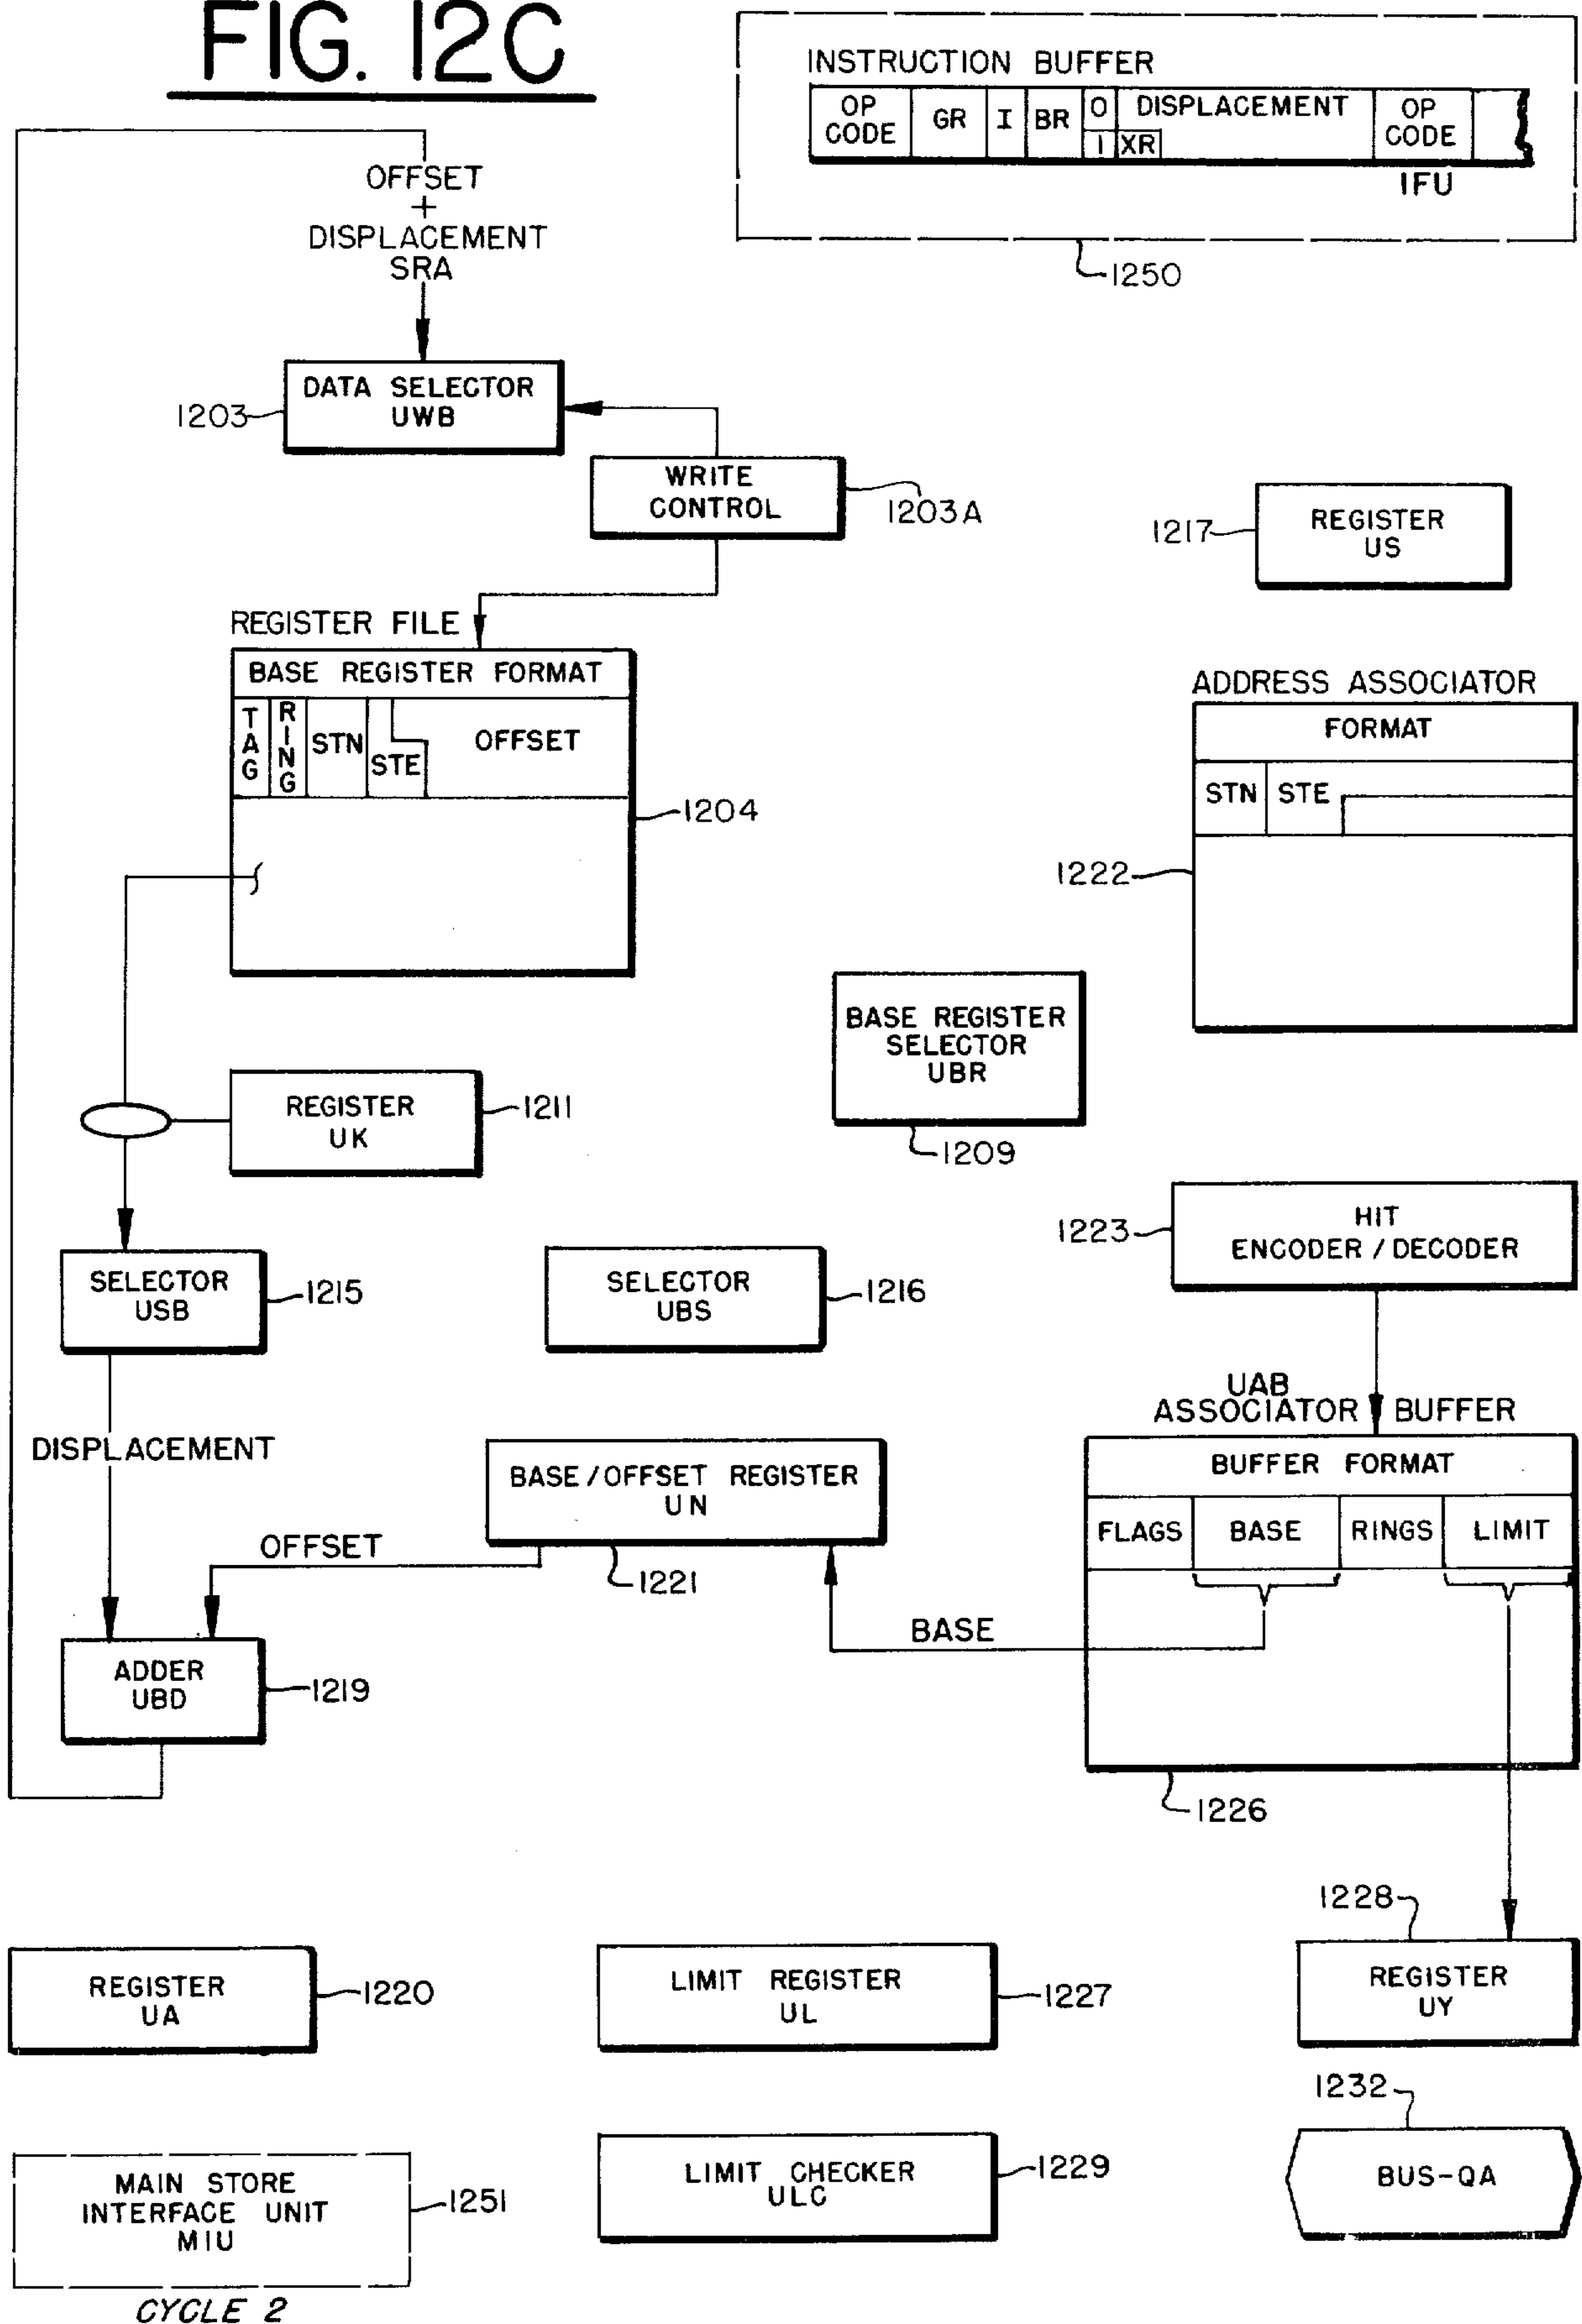 FIG. 12C
INSTRUCTION BUFFER
OP CODE
GR
I
BR
O
I
XR
DISPLACEMENT
OP CODE
IFU
1250
OFFSET
+
DISPLACEMENT
SRA
DATA SELECTOR
UWB
1203
WRITE
CONTROL
1203A
REGISTER
US
1217
REGISTER FILE
BASE REGISTER FORMAT
TAG
RING
STN
STE
OFFSET
1204
ADDRESS ASSOCIATOR
FORMAT
STN
STE
1222
BASE REGISTER
SELECTOR
UBR
1209
REGISTER
UK
1211
HIT
ENCODER / DECODER
1223
SELECTOR
USB
1215
SELECTOR
UBS
1216
UAB
ASSOCIATOR BUFFER
BUFFER FORMAT
FLAGS
BASE
RINGS
LIMIT
1226
DISPLACEMENT
BASE / OFFSET REGISTER
UN
1221
OFFSET
BASE
ADDER
UBD
1219
REGISTER
UA
1220
LIMIT REGISTER
UL
1227
1228
REGISTER
UY
1232
BUS-QA
LIMIT CHECKER
ULC
1229
MAIN STORE
INTERFACE UNIT
MIU
1251
CYCLE 2